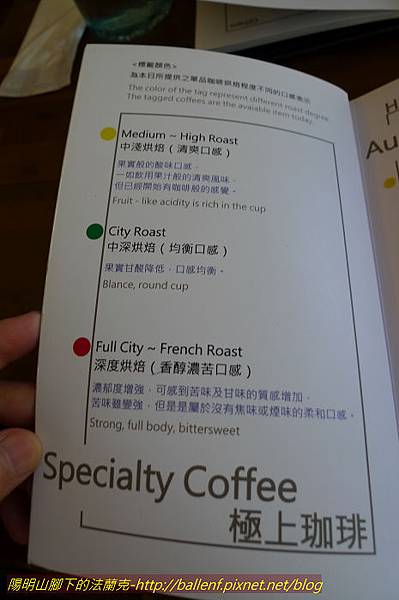 <標籤顏色>
為本日所提供之單品咖啡烘焙程度不同的口感表示
The color of the tag represent different roast degree.
The tagged coffees are the avaiable item today.
Medium ~ High Roast
中淺烘焙（清爽口感）
果實般的酸味口感，
一如飲用果汁般的清爽風味，
但已經開始有咖啡般的感變。
Fruit - like acidity is rich in the cup
City Roast
中深烘焙（均衡口感）
果實甘酸降低，口感均衡。
Blance, round cup
Full City ~ French Roast
深度烘焙（香醇濃苦口感）
濃郁度增強，可感到苦味及甘味的質感增加，
苦味雖變強，但是是屬於沒有焦味或煙味的柔和口感。
Strong, full body, bittersweet
Specialty Coffee
極上珈琲
H
Au
陽明山腳下的法蘭克-http://ballenf.pixnet.net/blog